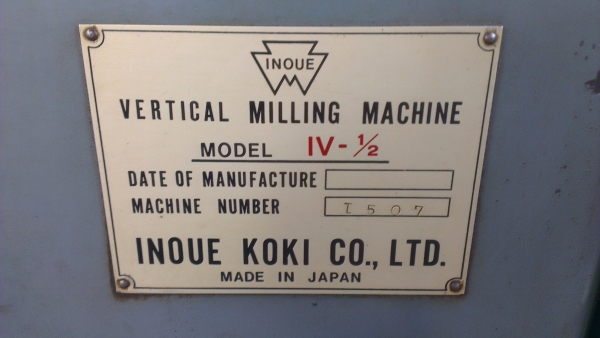 INOUE
VERTICAL MILLING MACHINE
MODEL IV-½
DATE OF MANUFACTURE
MACHINE NUMBER 1507
INOUE KOKI CO., LTD.
MADE IN JAPAN